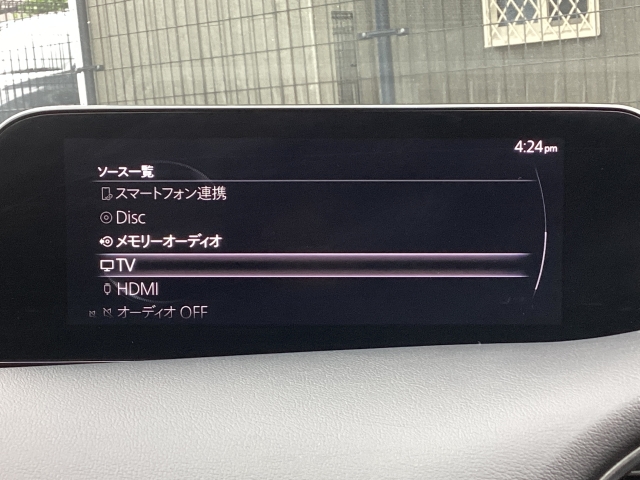 4:24pm
ソース一覧
スマートフォン連携
Disc
メモリーオーディオ
TV
HDMI
オーディオ OFF